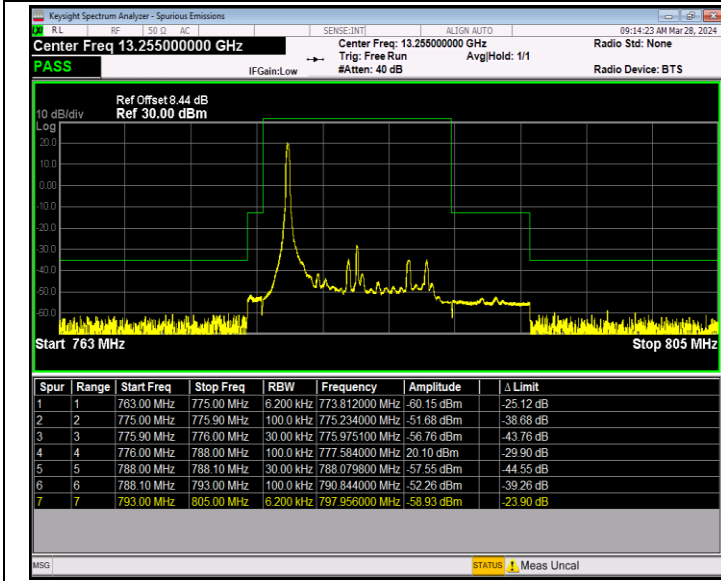 Keysight Spectrum Analyzer - Spurious Emissions
RL RF 50 Ω AC SENSE:INT ALIGN AUTO 09:14:23 AM Mar 28, 2024
Center Freq 13.255000000 GHz Center Freq: 13.255000000 GHz Radio Std: None
Trig: Free Run Avg|Hold: 1/1
PASS IFGain:Low #Atten: 40 dB Radio Device: BTS
Ref Offset 8.44 dB
10 dB/div Ref 30.00 dBm
Log
20.0
10.0
0.00
-10.0
-20.0
-30.0
-40.0
-50.0
-60.0
Start 763 MHz Stop 805 MHz
Spur Range Start Freq Stop Freq RBW Frequency Amplitude Δ Limit
1 1 763.00 MHz 775.00 MHz 6.200 kHz 773.812000 MHz -60.15 dBm -25.12 dB
2 2 775.00 MHz 775.90 MHz 100.0 kHz 775.234000 MHz -51.68 dBm -38.68 dB
3 3 775.90 MHz 776.00 MHz 30.00 kHz 775.975100 MHz -56.76 dBm -43.76 dB
4 4 776.00 MHz 788.00 MHz 100.0 kHz 777.584000 MHz 20.10 dBm -29.90 dB
5 5 788.00 MHz 788.10 MHz 30.00 kHz 788.079800 MHz -57.55 dBm -44.55 dB
6 6 788.10 MHz 793.00 MHz 100.0 kHz 790.844000 MHz -52.26 dBm -39.26 dB
7 7 793.00 MHz 805.00 MHz 6.200 kHz 797.956000 MHz -58.93 dBm -23.90 dB
MSG STATUS Meas Uncal